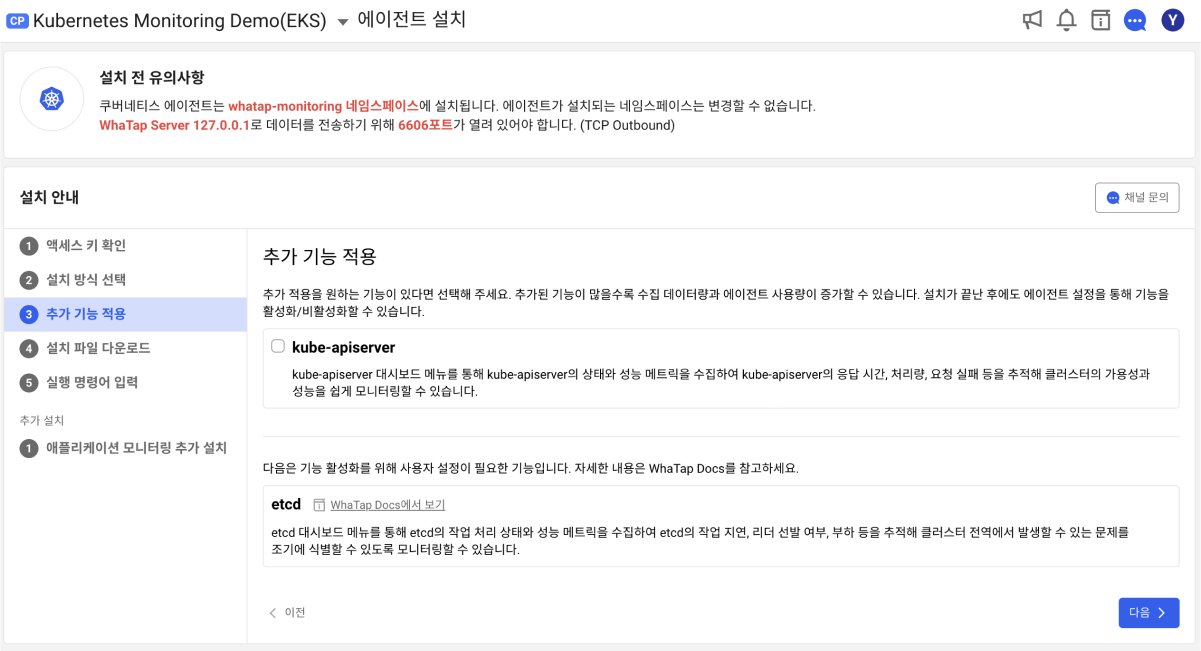 CP Kubernetes Monitoring Demo(EKS) 에이전트 설치
Y
설치 전 유의사항
쿠버네티스 에이전트는 whatap-monitoring 네임스페이스에 설치됩니다. 에이전트가 설치되는 네임스페이스는 변경할 수 없습니다.
WhaTap Server 127.0.0.1로 데이터를 전송하기 위해 6606포트가 열려 있어야 합니다. (TCP Outbound)
설치 안내
채널 문의
1 액세스 키 확인
2 설치 방식 선택
3 추가 기능 적용
4 설치 파일 다운로드
5 실행 명령어 입력
추가 설치
1 애플리케이션 모니터링 추가 설치
추가 기능 적용
추가 적용을 원하는 기능이 있다면 선택해 주세요. 추가된 기능이 많을수록 수집 데이터량과 에이전트 사용량이 증가할 수 있습니다. 설치가 끝난 후에도 에이전트 설정을 통해 기능을
활성화/비활성화할 수 있습니다.
kube-apiserver
kube-apiserver 대시보드 메뉴를 통해 kube-apiserver의 상태와 성능 메트릭을 수집하여 kube-apiserver의 응답 시간, 처리량, 요청 실패 등을 추적해 클러스터의 가용성과
성능을 쉽게 모니터링할 수 있습니다.
다음은 기능 활성화를 위해 사용자 설정이 필요한 기능입니다. 자세한 내용은 WhaTap Docs를 참고하세요.
etcd WhaTap Docs에서 보기
etcd 대시보드 메뉴를 통해 etcd의 작업 처리 상태와 성능 메트릭을 수집하여 etcd의 작업 지연, 리더 선발 여부, 부하 등을 추적해 클러스터 전역에서 발생할 수 있는 문제를
조기에 식별할 수 있도록 모니터링할 수 있습니다.
이전
다음